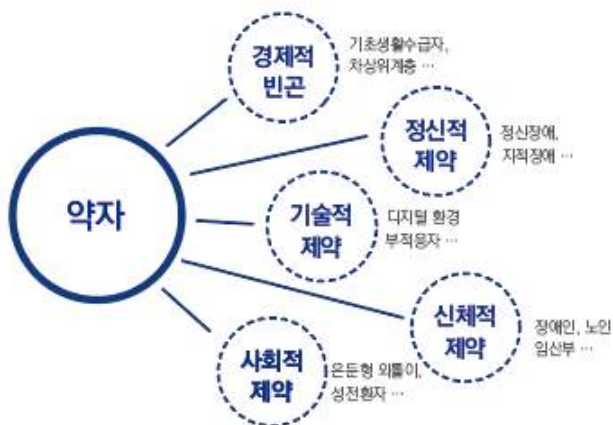 경제적
빈곤
기초생활수급자,
차상위계층 …
정신적
제약
정신장애,
지적장애 …
약자
기술적
제약
디지털 환경
부적응자 …
신체적
제약
장애인, 노인
임산부 …
사회적
제약
은둔형 외톨이,
성전환자 …